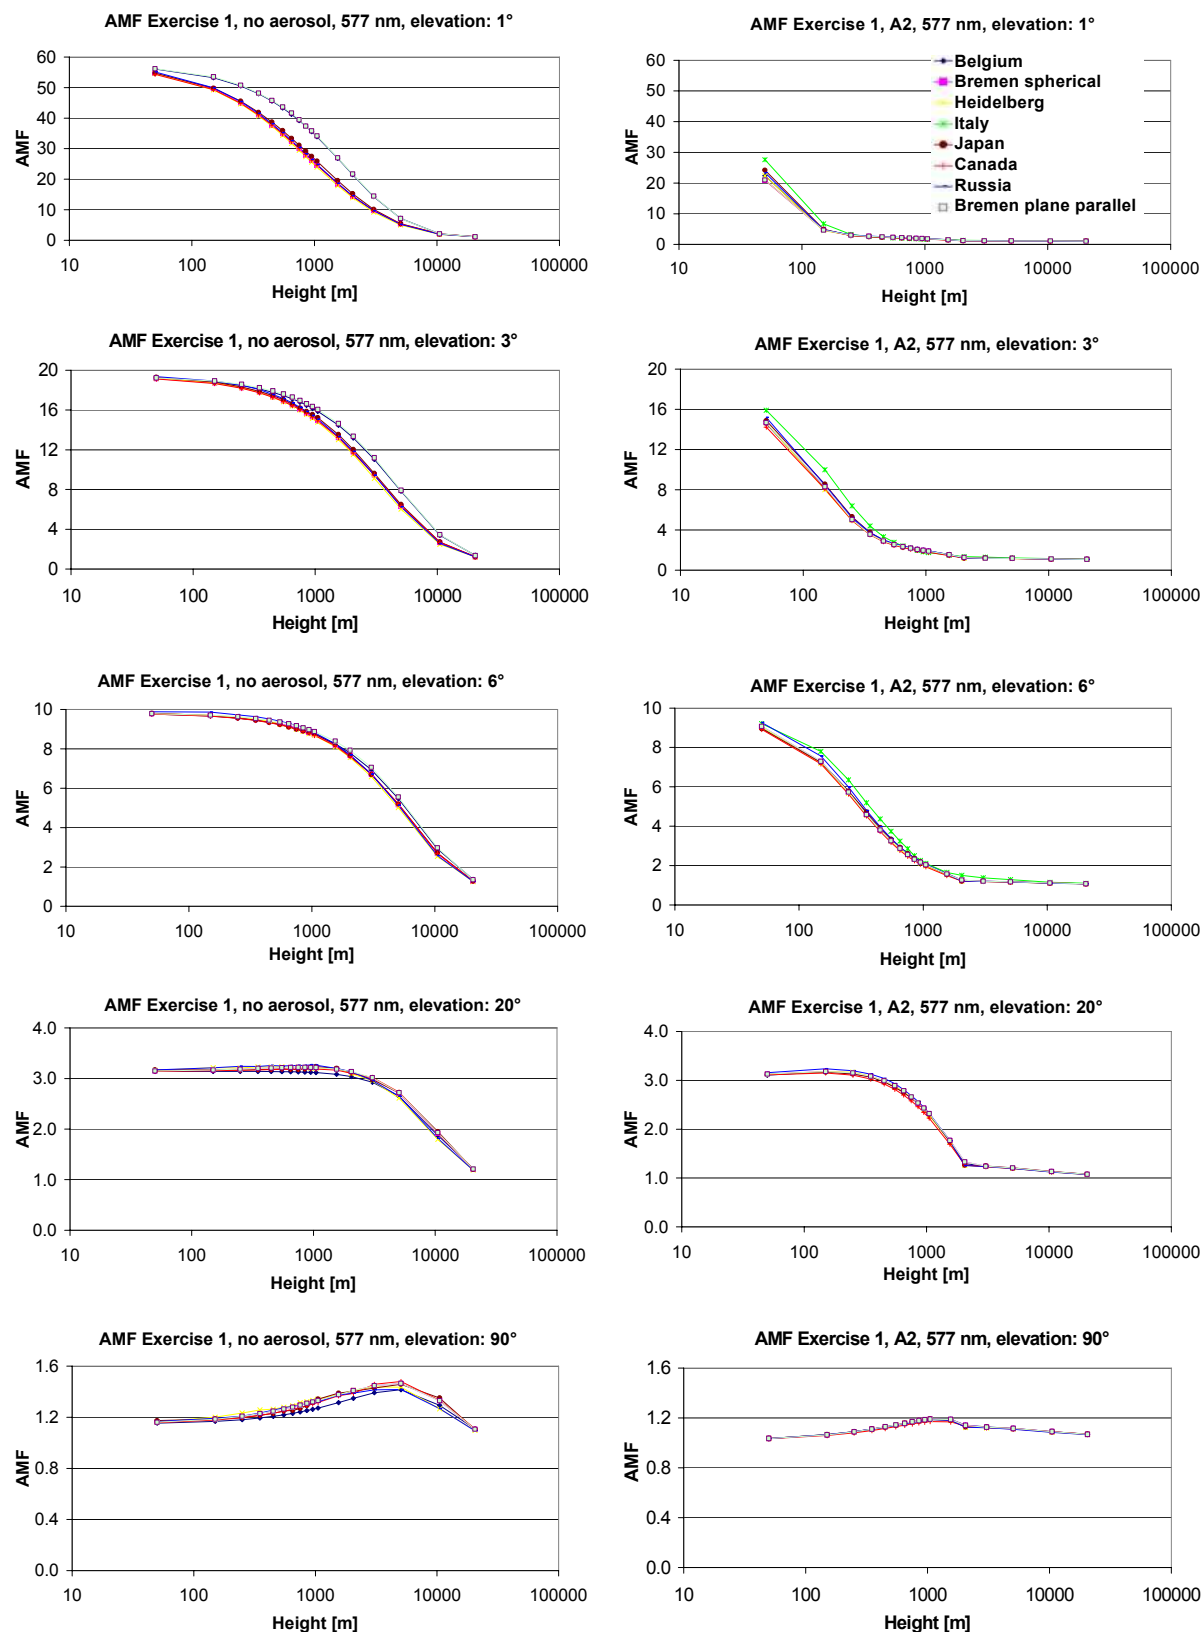 AMF Exercise 1, no aerosol, 577 nm, elevation: 1°
60
50
40
30
20
10
0
AMF
10 100 1000 10000 100000
Height [m]
AMF Exercise 1, A2, 577 nm, elevation: 1°
60
50
40
30
20
10
0
AMF
Belgium
Bremen spherical
Heidelberg
Italy
Japan
Canada
Russia
Bremen plane parallel
10 100 1000 10000 100000
Height [m]
AMF Exercise 1, no aerosol, 577 nm, elevation: 3°
20
16
12
8
4
0
AMF
10 100 1000 10000 100000
Height [m]
AMF Exercise 1, A2, 577 nm, elevation: 3°
20
16
12
8
4
0
AMF
10 100 1000 10000 100000
Height [m]
AMF Exercise 1, no aerosol, 577 nm, elevation: 6°
10
8
6
4
2
0
AMF
10 100 1000 10000 100000
Height [m]
AMF Exercise 1, A2, 577 nm, elevation: 6°
10
8
6
4
2
0
AMF
10 100 1000 10000 100000
Height [m]
AMF Exercise 1, no aerosol, 577 nm, elevation: 20°
4.0
3.0
2.0
1.0
0.0
AMF
10 100 1000 10000 100000
Height [m]
AMF Exercise 1, A2, 577 nm, elevation: 20°
4.0
3.0
2.0
1.0
0.0
AMF
10 100 1000 10000 100000
Height [m]
AMF Exercise 1, no aerosol, 577 nm, elevation: 90°
1.6
1.2
0.8
0.4
0.0
AMF
10 100 1000 10000 100000
Height [m]
AMF Exercise 1, A2, 577 nm, elevation: 90°
1.6
1.2
0.8
0.4
0.0
AMF
10 100 1000 10000 100000
Height [m]